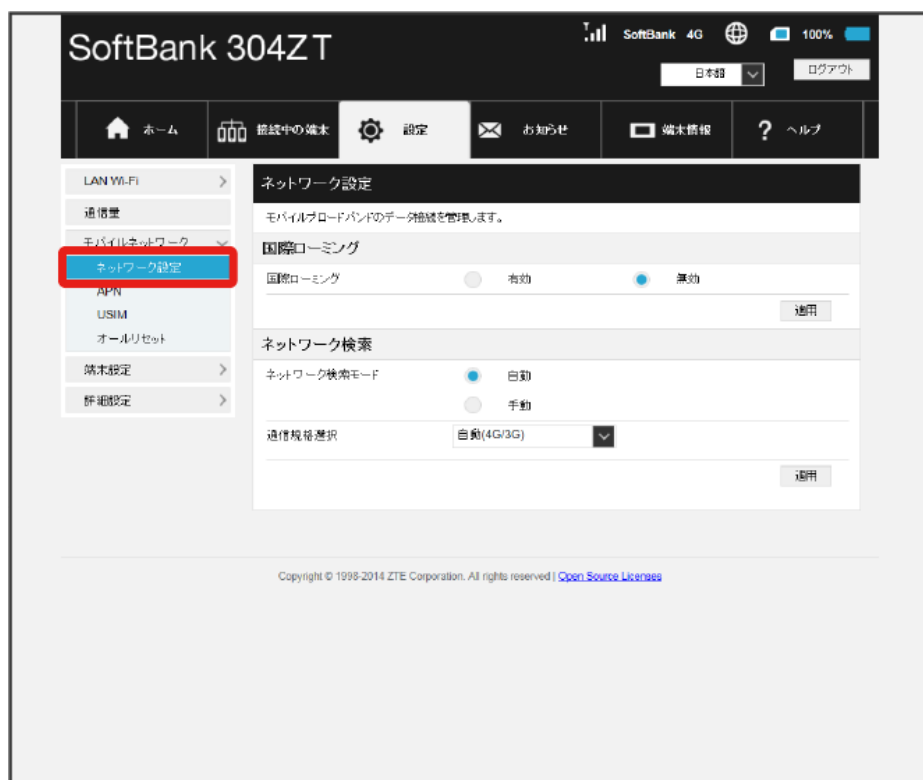 SoftBank 304ZT
SoftBank 4G 100%
日本語 ログアウト
ホーム 接続中の端末 設定 お知らせ 端末情報 ? ヘルプ
LAN Wi-Fi
通信量
モバイルネットワーク
ネットワーク設定
APN
USIM
オールリセット
端末設定
詳細設定
ネットワーク設定
モバイルブロードバンドのデータ接続を管理します。
国際ローミング
国際ローミング 有効 無効
適用
ネットワーク検索
ネットワーク検索モード 自動
手動
通信規格選択 自動(4G/3G)
適用
Copyright © 1998-2014 ZTE Corporation. All rights reserved | Open Source Licenses